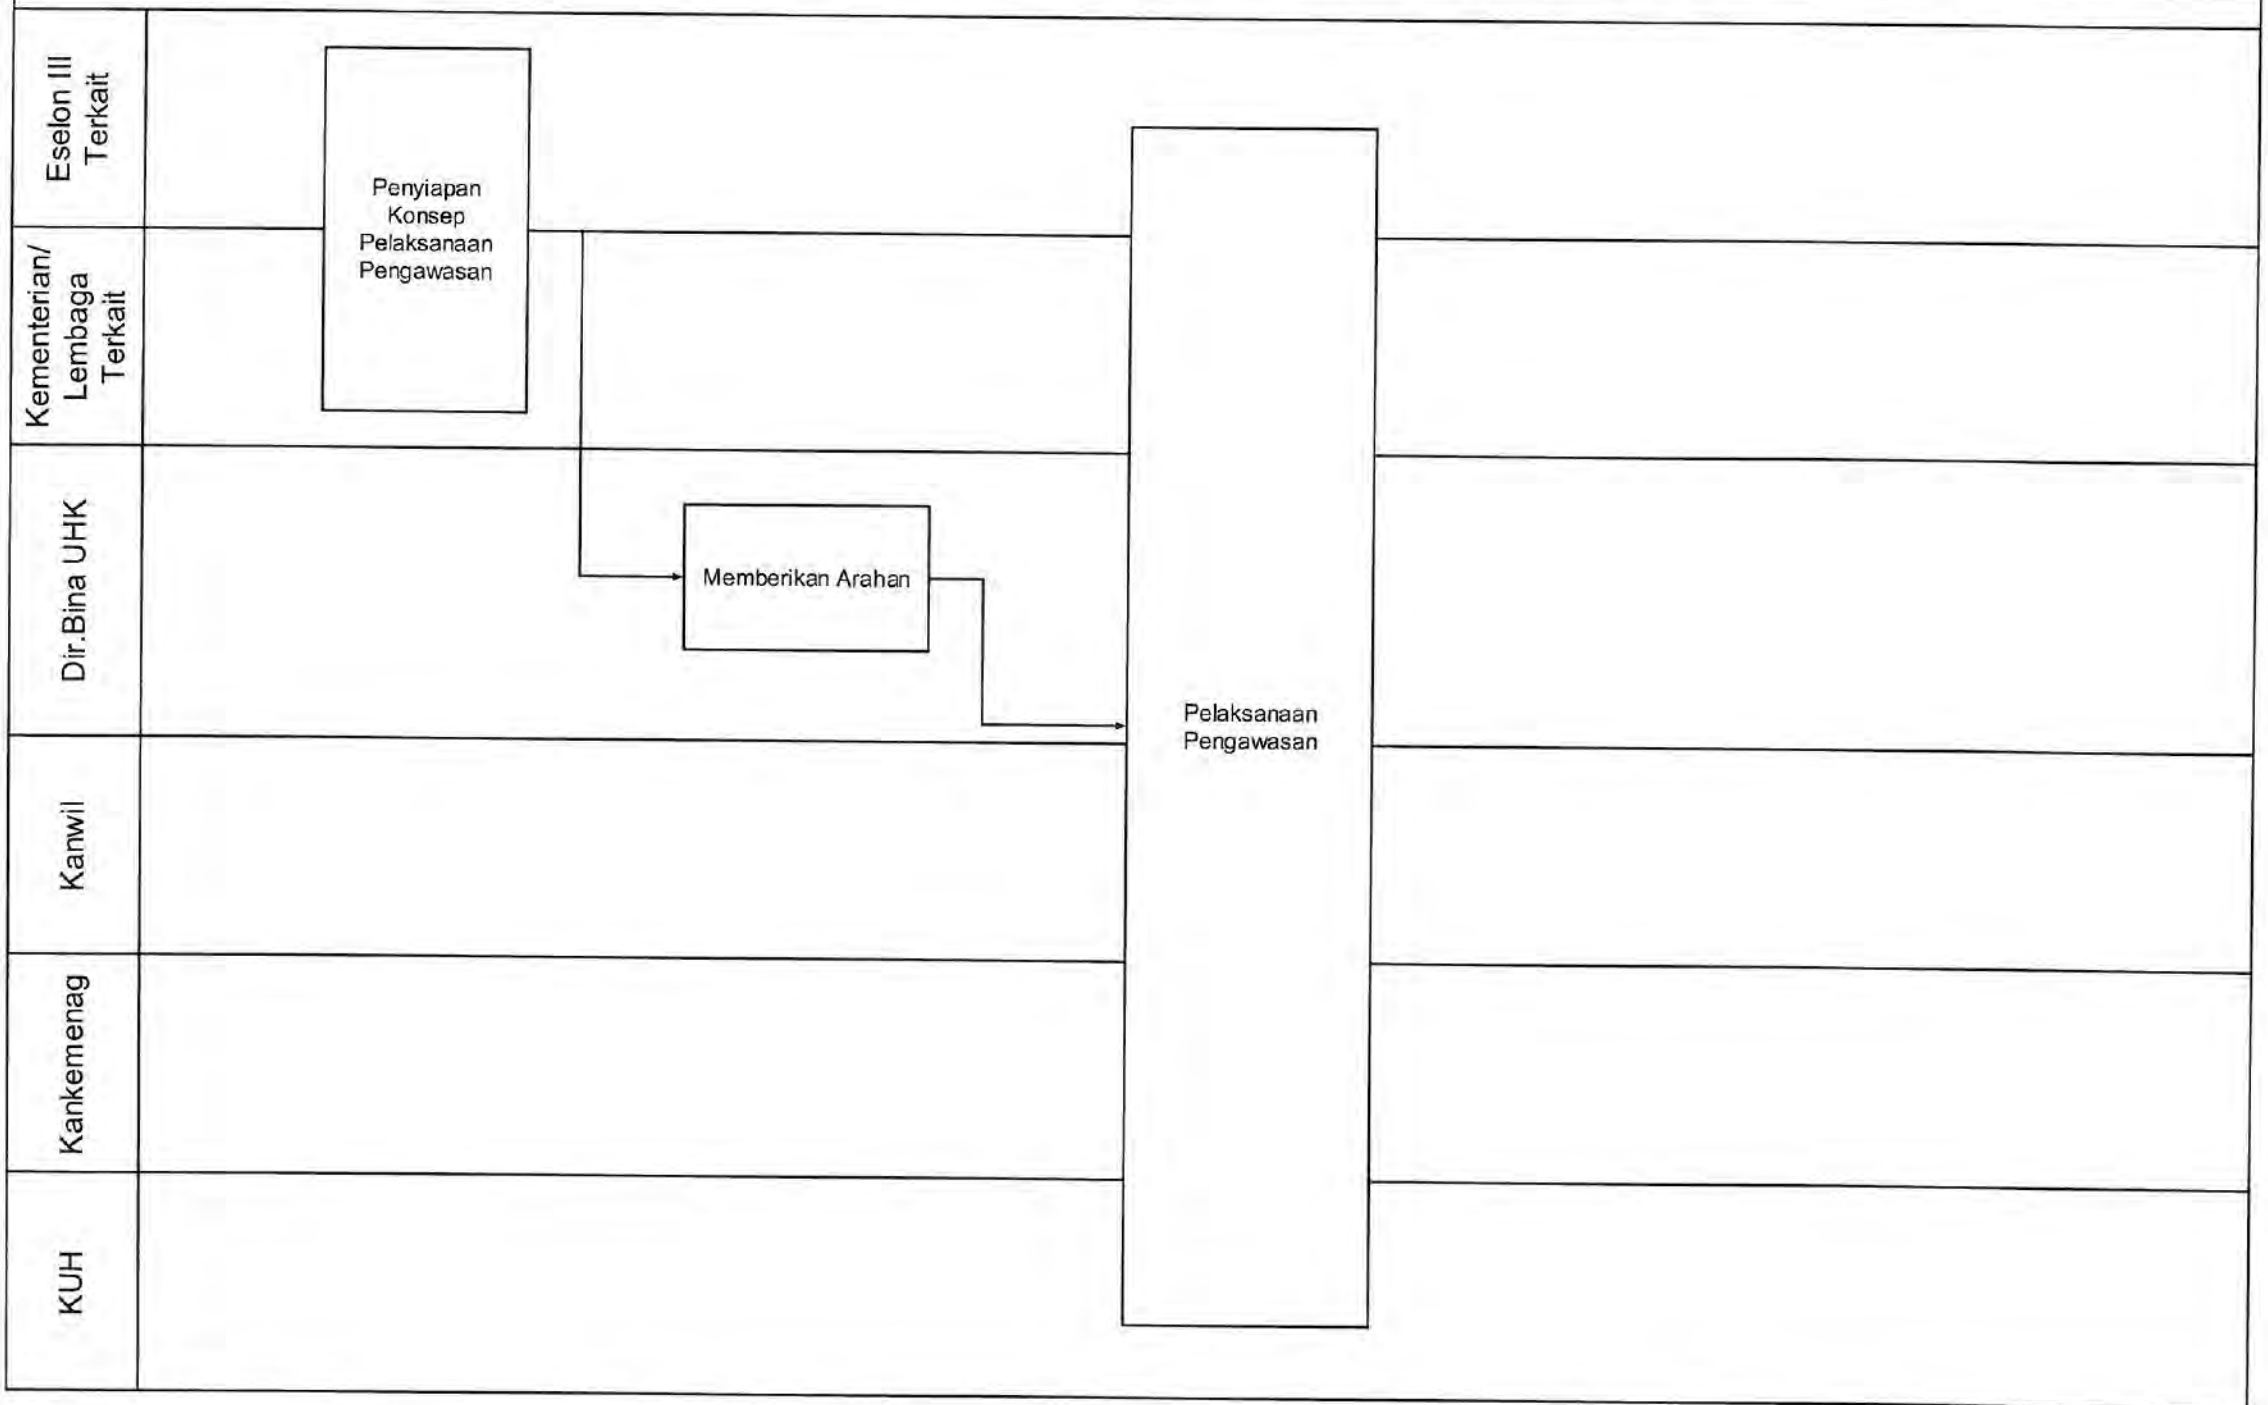 Eselon III
Terkait
Penyiapan
Konsep
Pelaksanaan
Pengawasan
Kementerian/
Lembaga
Terkait
Dir.Bina UHK
Memberikan Arahan
Pelaksanaan
Pengawasan
Kanwil
Kankemenag
KUH